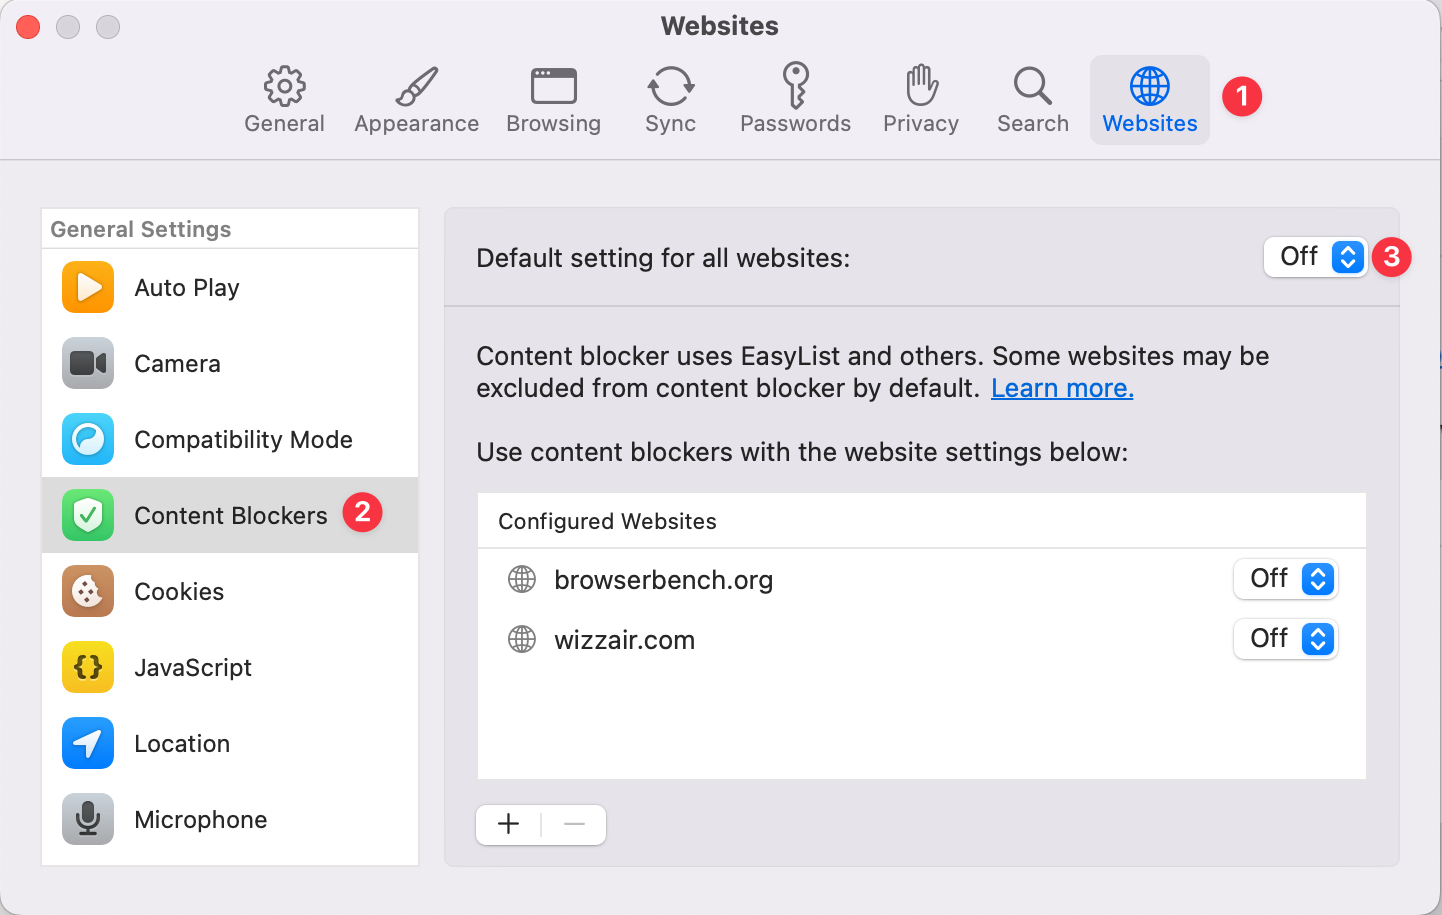 Websites
General
Appearance
Browsing
Sync
Passwords
Privacy
Search
Websites
1
General Settings
Auto Play
Camera
Compatibility Mode
Content Blockers
2
Cookies
JavaScript
Location
Microphone
Default setting for all websites:
Off
3
Content blocker uses EasyList and others. Some websites may be
excluded from content blocker by default. Learn more.
Use content blockers with the website settings below:
Configured Websites
browserbench.org
Off
wizzair.com
Off